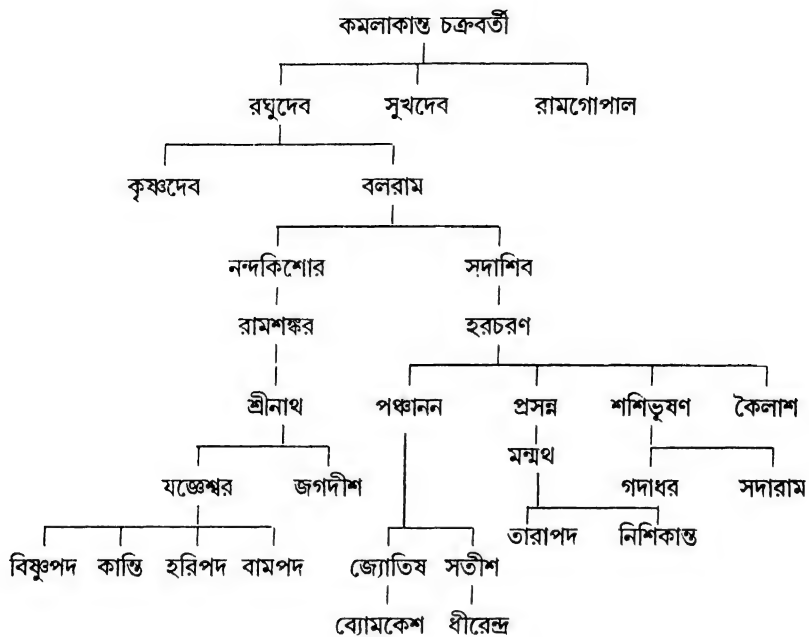 কমলাকান্ত চক্রবর্তী
রঘুদেব সুখদেব রামগোপাল
কৃষ্ণদেব বলরাম
নন্দকিশোর সদাশিব
রামশঙ্কর হরচরণ
শ্রীনাথ পঞ্চানন প্রসন্ন শশিভূষণ কৈলাশ
মন্মথ
যজ্ঞেশ্বর জগদীশ গদাধর সদারাম
তারাপদ নিশিকান্ত
বিষ্ণুপদ কান্তি হরিপদ বামপদ জ্যোতিষ সতীশ
ব্যোমকেশ ধীরেন্দ্র